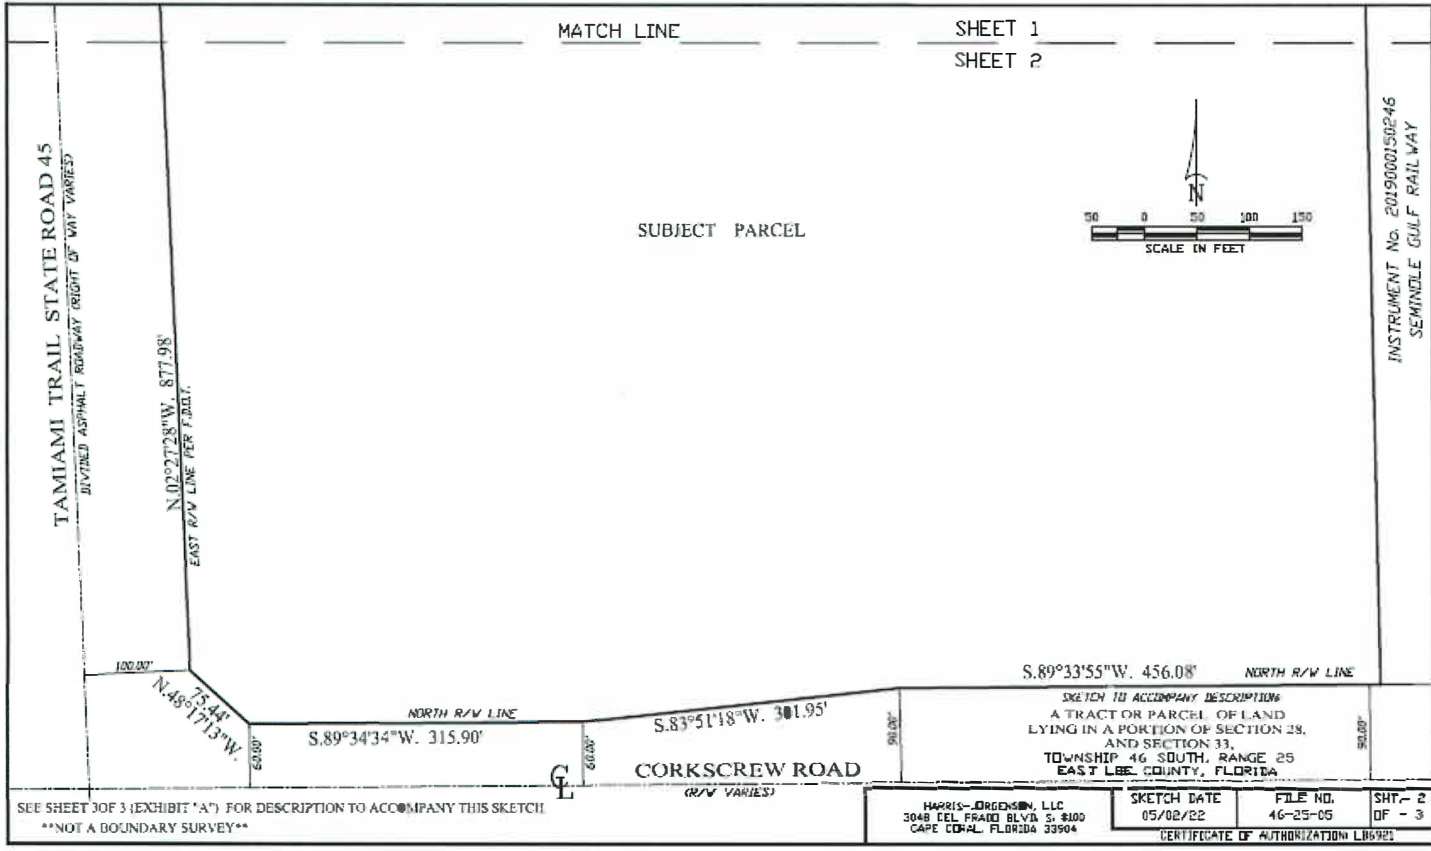 MATCH LINE
SHEET 1
SHEET 2
TAMIAMI TRAIL STATE ROAD 45
DIVIDED ASPHALT ROADWAY (RIGHT OF WAY VARIES)
N.02°27'28"W. 877.98'
EAST R/W LINE PER F.D.O.T.
SUBJECT PARCEL
N
50 0 50 100 150
SCALE IN FEET
INSTRUMENT No. 2019000150246
SEMINOLE GULF RAILWAY
100.00'
75.44'
N.48°17'13"W.
NORTH R/W LINE
S.89°34'34"W. 315.90'
60.00'
60.00'
S.83°51'18"W. 301.95'
S.89°33'55"W. 456.08'
NORTH R/W LINE
90.00'
90.00'
CL
CORKSCREW ROAD
(R/W VARIES)
SKETCH TO ACCOMPANY DESCRIPTION
A TRACT OR PARCEL OF LAND
LYING IN A PORTION OF SECTION 28,
AND SECTION 33,
TOWNSHIP 46 SOUTH, RANGE 25
EAST LEE COUNTY, FLORIDA
SEE SHEET 3OF 3 (EXHIBIT "A") FOR DESCRIPTION TO ACCOMPANY THIS SKETCH
**NOT A BOUNDARY SURVEY**
HARRIS-JORGENSON, LLC
3048 DEL PRADO BLVD. S. #100
CAPE CORAL, FLORIDA 33904
SKETCH DATE
05/02/22
FILE NO.
46-25-05
SHT.- 2
OF - 3
CERTIFICATE OF AUTHORIZATION LB6921